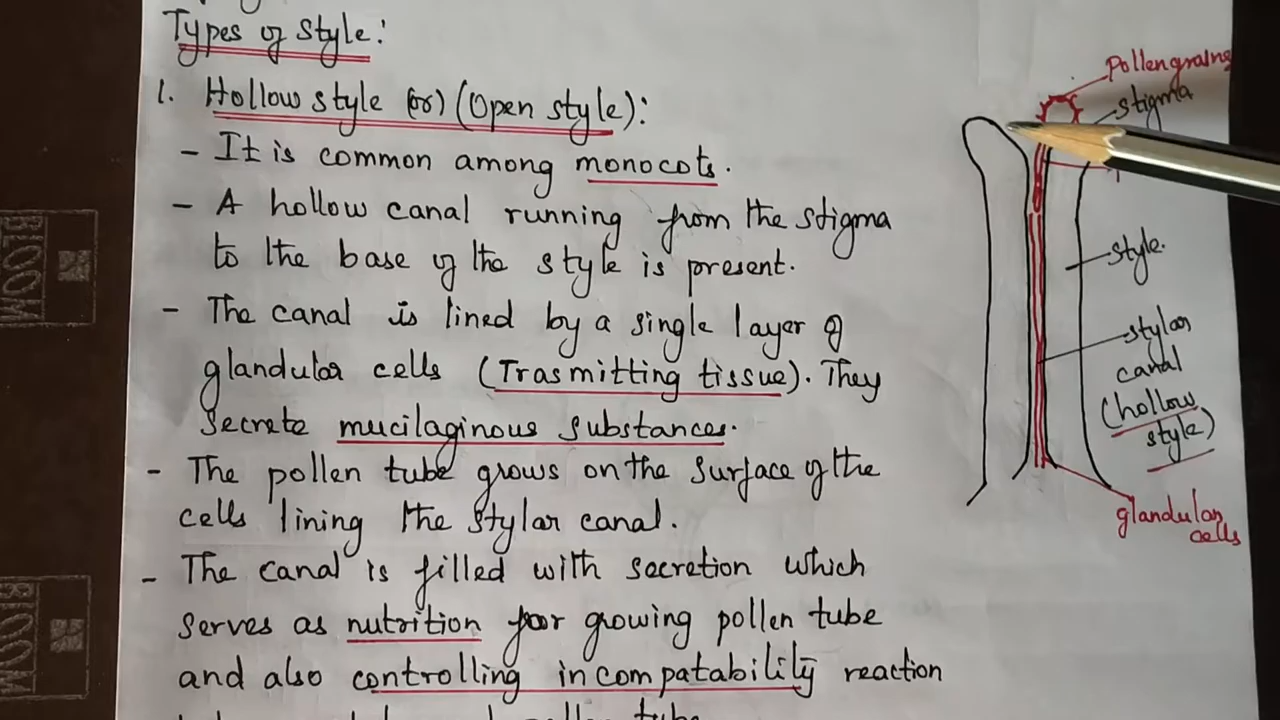 Types of style:
1. Hollow style (or) (Open style):
- It is common among monocots.
- A hollow canal running from the stigma
to the base of the style is present.
- The canal is lined by a single layer of
glandular cells (Trasmitting tissue). They
secrete mucilaginous substances.
- The pollen tube grows on the surface of the
cells lining the stylar canal.
- The canal is filled with secretion which
serves as nutrition for growing pollen tube
and also controlling incompatability reaction
pollen tube
Pollengrains
stigma
style.
stylar
canal
(hollow
style)
glandular
cells
BLOOM
BLOOM